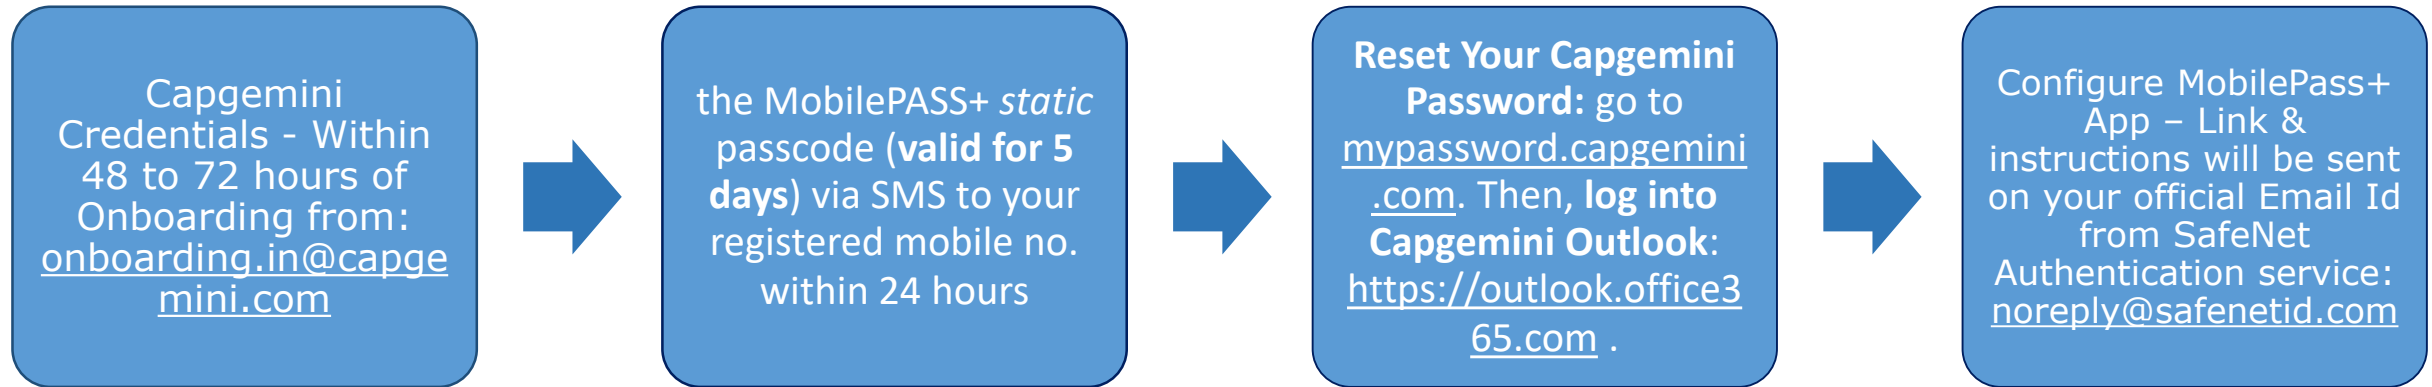 Capgemini
Credentials - Within
48 to 72 hours of
Onboarding from:
onboarding.in@capge
mini.com
the MobilePASS+ static
passcode (valid for 5
days) via SMS to your
registered mobile no.
within 24 hours
Reset Your Capgemini
Password: go to
mypassword.capgemini
.com. Then, log into
Capgemini Outlook:
https://outlook.office3
65.com .
Configure MobilePass+
App – Link &
instructions will be sent
on your official Email Id
from SafeNet
Authentication service:
noreply@safenetid.com